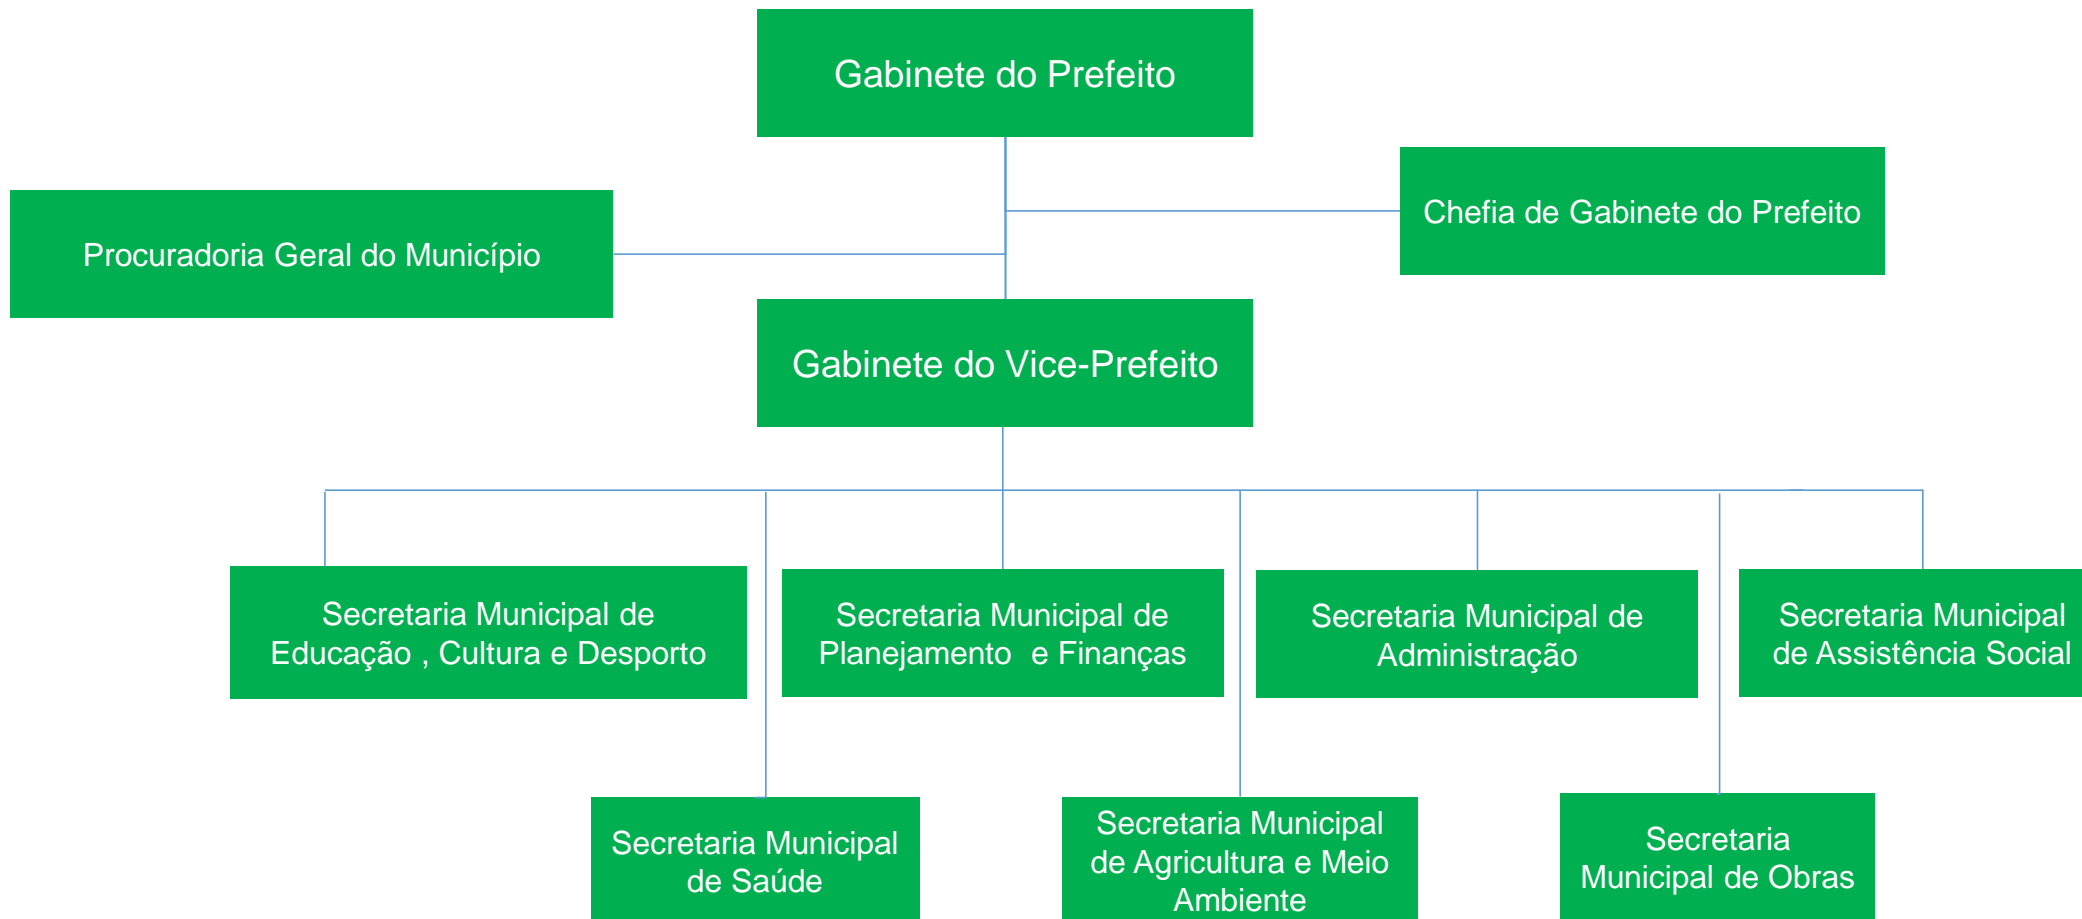 Gabinete do Prefeito
Chefia de Gabinete do Prefeito
Procuradoria Geral do Município
Gabinete do Vice-Prefeito
Secretaria Municipal de
Educação , Cultura e Desporto
Secretaria Municipal de
Planejamento  e Finanças
Secretaria Municipal de
Administração
Secretaria Municipal
de Assistência Social
Secretaria Municipal
de Saúde
Secretaria Municipal
de Agricultura e Meio
Ambiente
Secretaria
Municipal de Obras